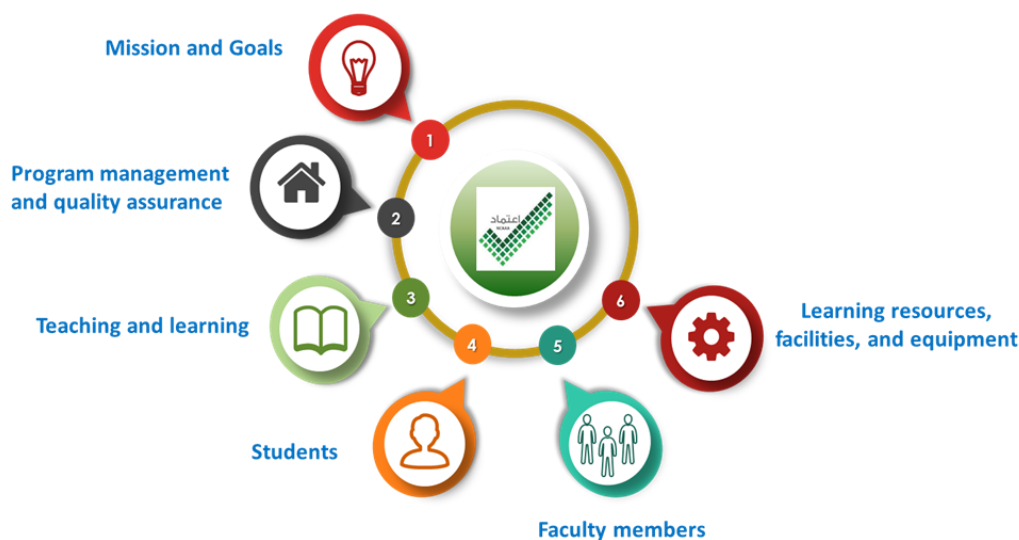 Mission and Goals
1
Program management
and quality assurance
2
Teaching and learning
3
Students
4
Faculty members
5
Learning resources,
facilities, and equipment
6
اعتماد
NCAAA